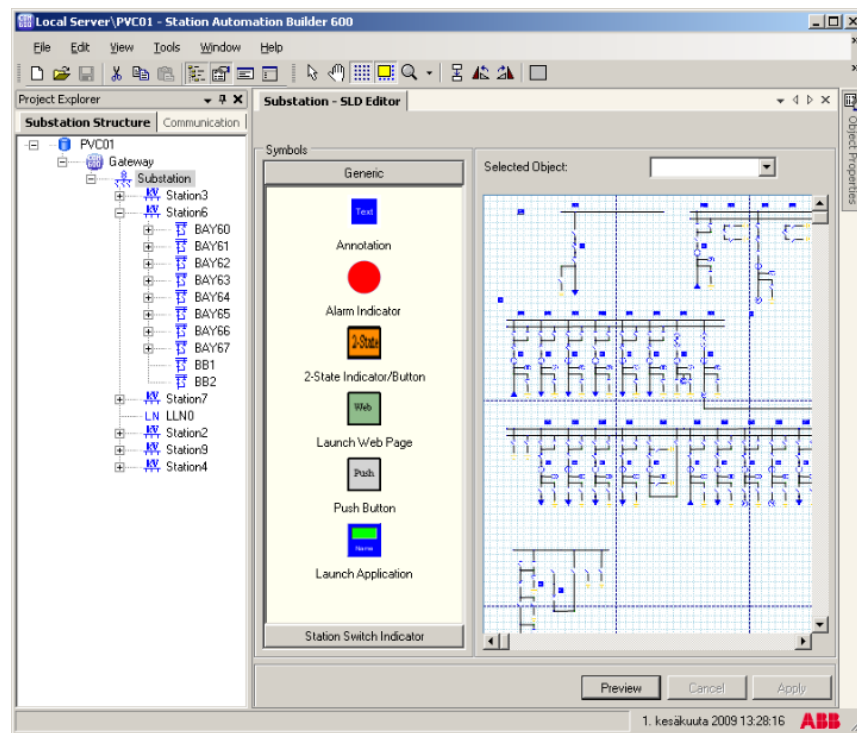 Local Server\PVC01 - Station Automation Builder 600
File Edit View Tools Window Help
Project Explorer
Substation Structure Communication
PVC01
Gateway
Substation
Station3
Station6
BAY60
BAY61
BAY62
BAY63
BAY64
BAY65
BAY66
BAY67
BB1
BB2
Station7
LN LLN0
Station2
Station9
Station4
Substation - SLD Editor
Symbols
Generic
Text
Annotation
Alarm Indicator
2-State
2-State Indicator/Button
Web
Launch Web Page
Push
Push Button
Name
Launch Application
Station Switch Indicator
Selected Object:
Object Properties
Preview Cancel Apply
1. kesäkuuta 2009 13:28:16 ABB